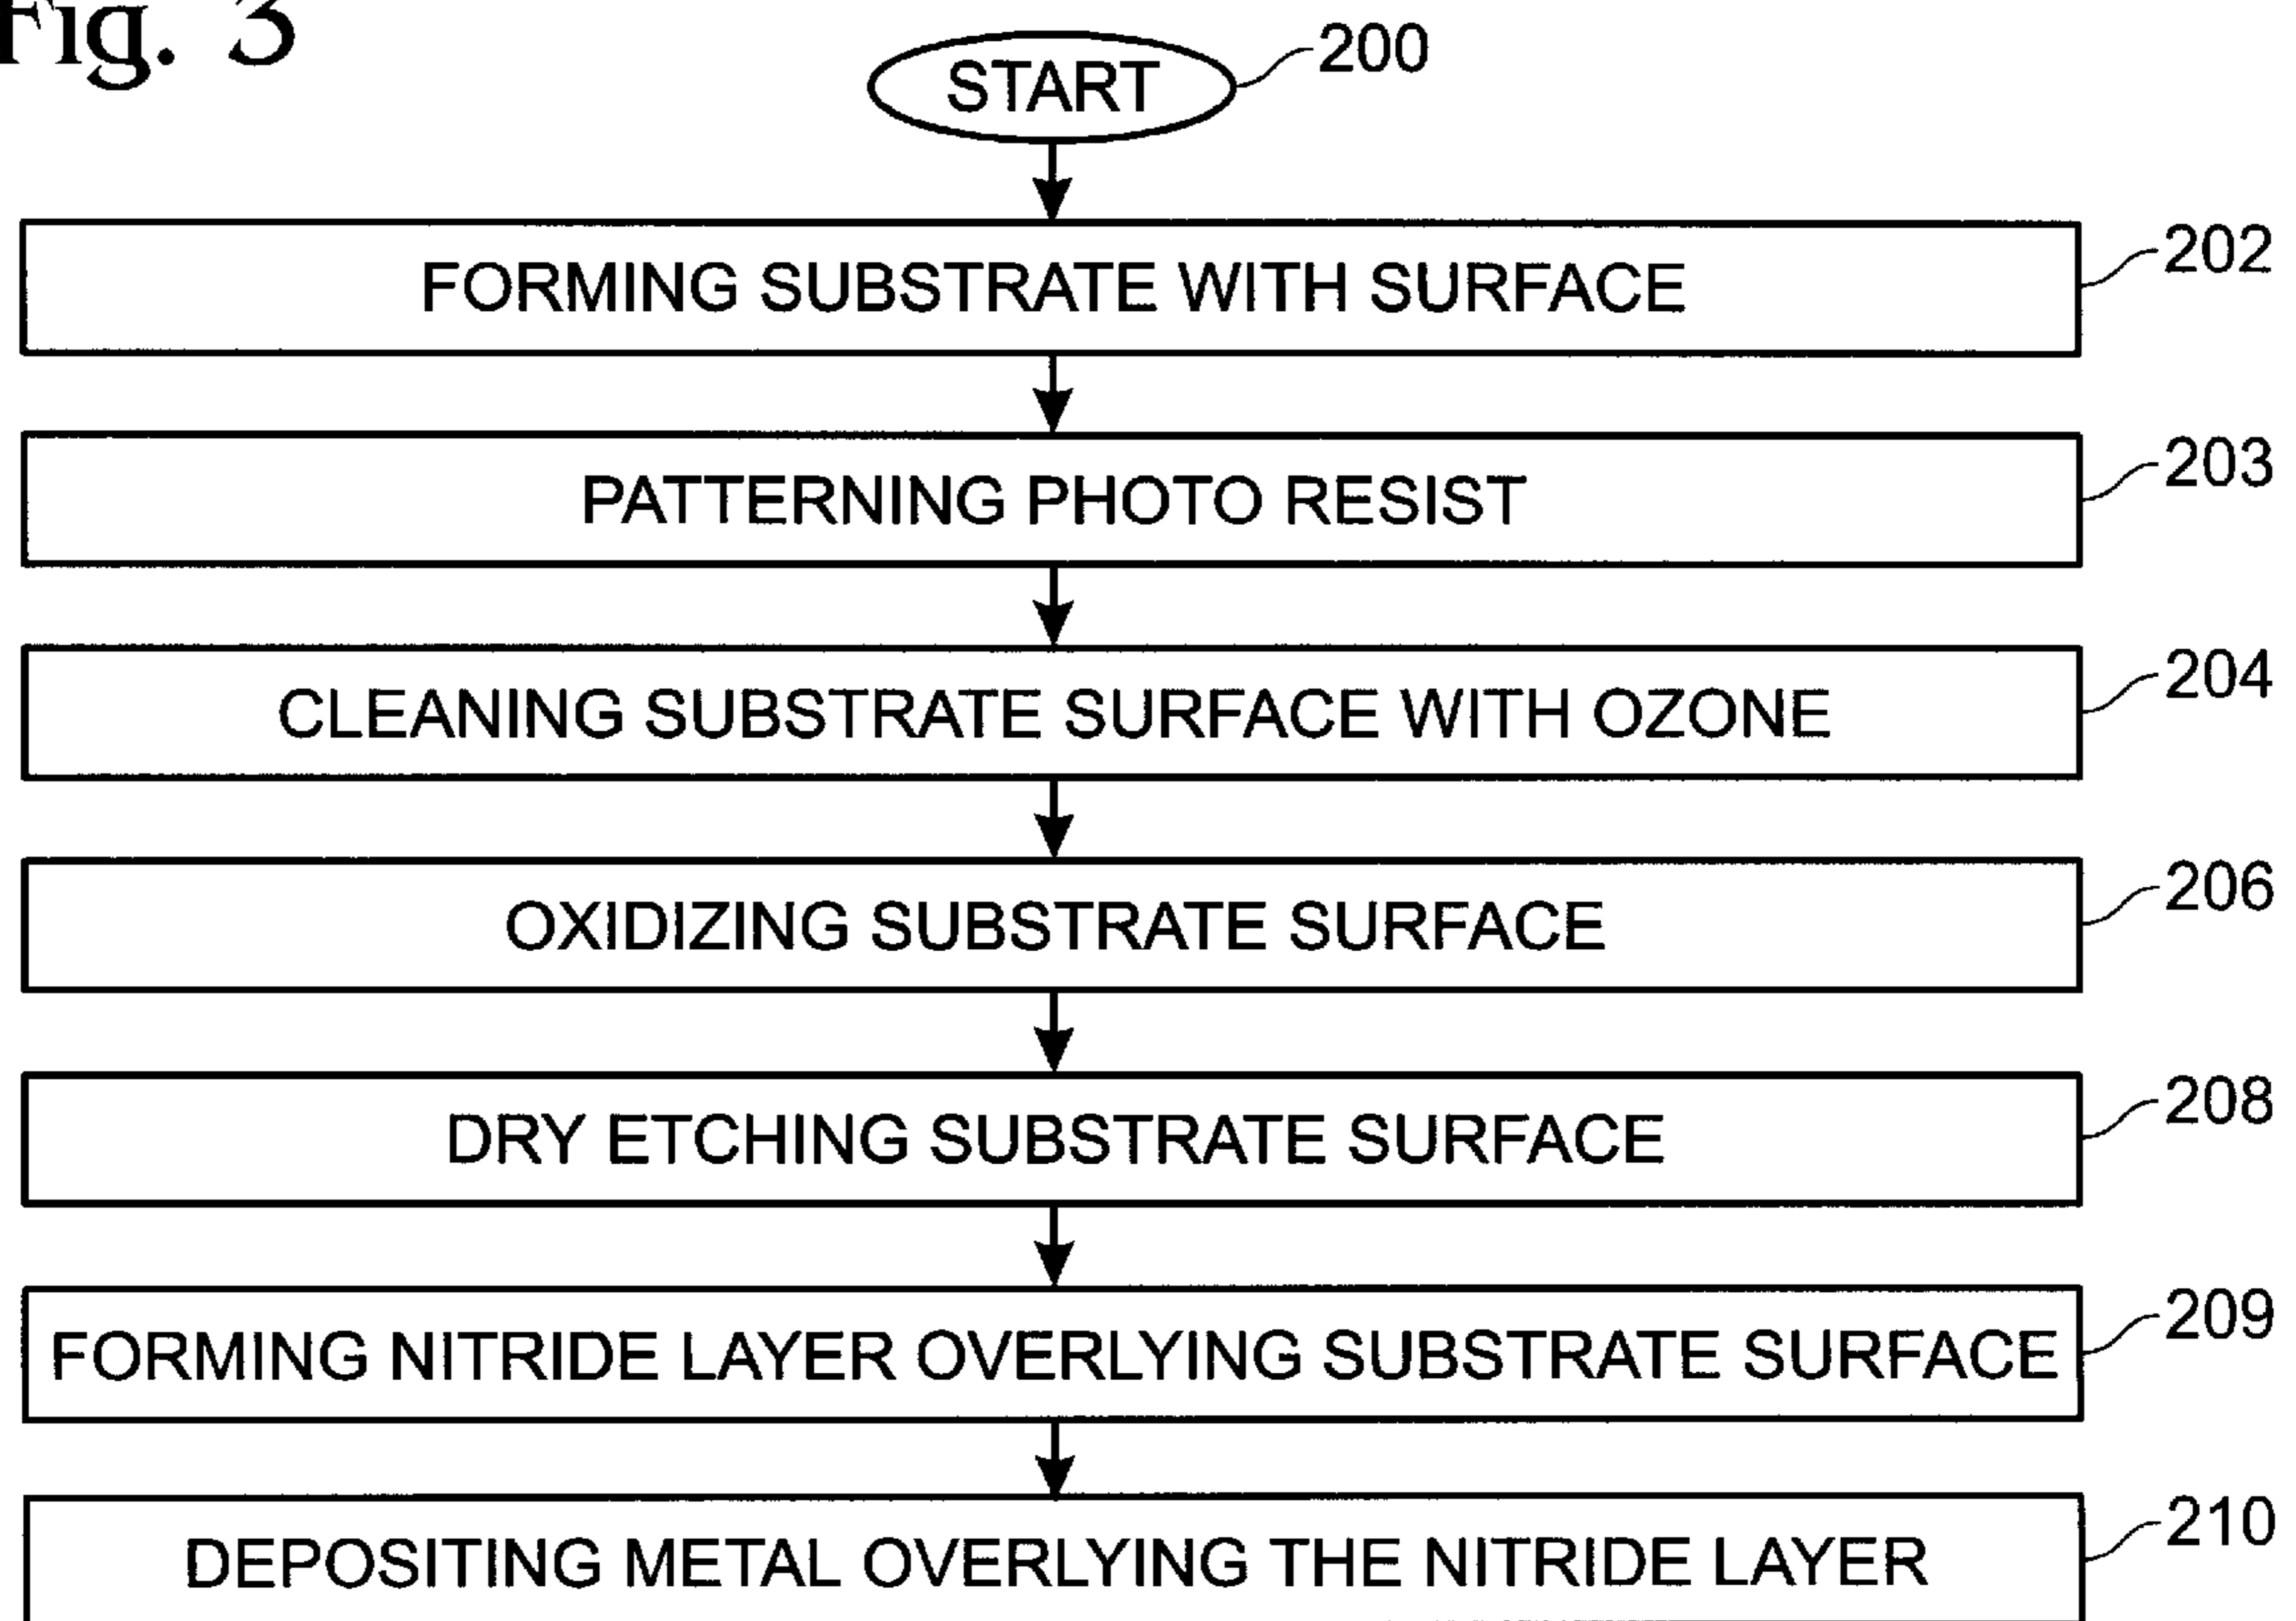 Fig. 3
START
200
FORMING SUBSTRATE WITH SURFACE
202
PATTERNING PHOTO RESIST
203
CLEANING SUBSTRATE SURFACE WITH OZONE
204
OXIDIZING SUBSTRATE SURFACE
206
DRY ETCHING SUBSTRATE SURFACE
208
FORMING NITRIDE LAYER OVERLYING SUBSTRATE SURFACE
209
DEPOSITING METAL OVERLYING THE NITRIDE LAYER
210